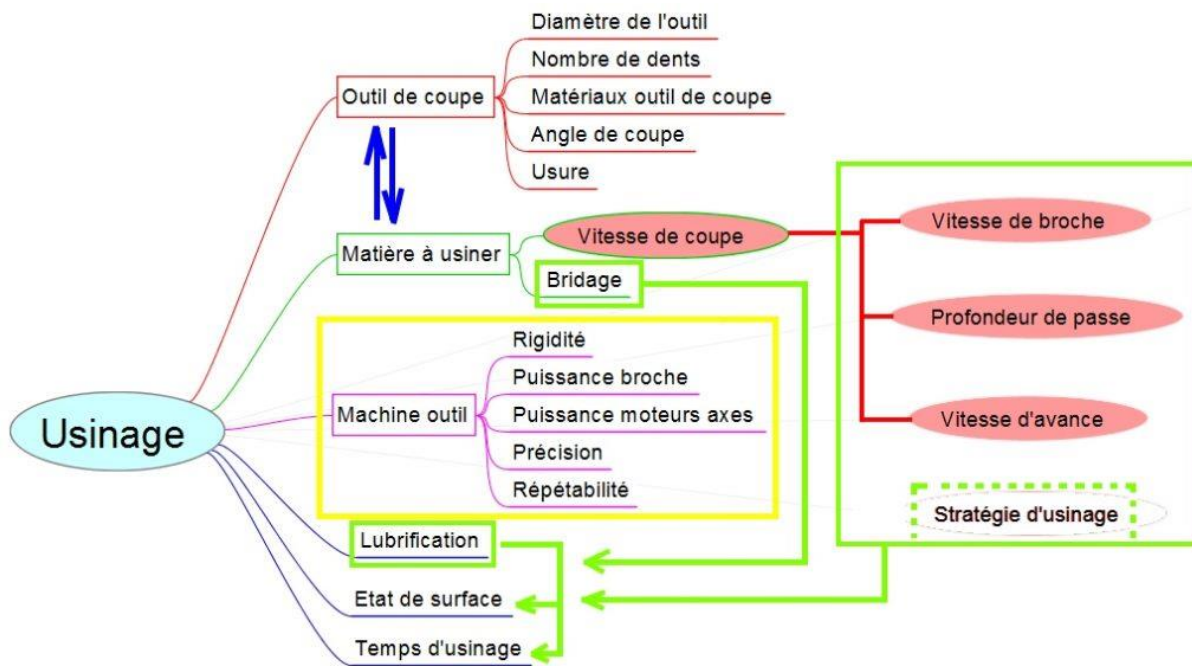 Diamètre de l'outil
Nombre de dents
Outil de coupe
Matériaux outil de coupe
Angle de coupe
Usure
Vitesse de broche
Vitesse de coupe
Matière à usiner
Bridage
Profondeur de passe
Rigidité
Puissance broche
Machine outil
Puissance moteurs axes
Vitesse d'avance
Usinage
Précision
Répétabilité
Stratégie d'usinage
Lubrification
Etat de surface
Temps d'usinage